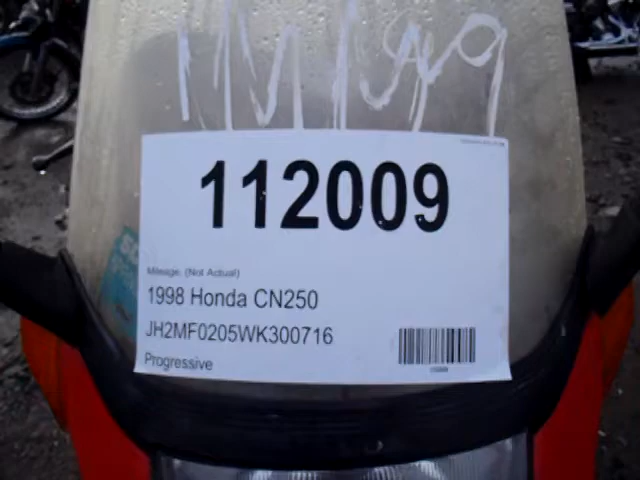 112009
Mileage: (Not Actual)
1998 Honda CN250
JH2MF0205WK300716
Progressive